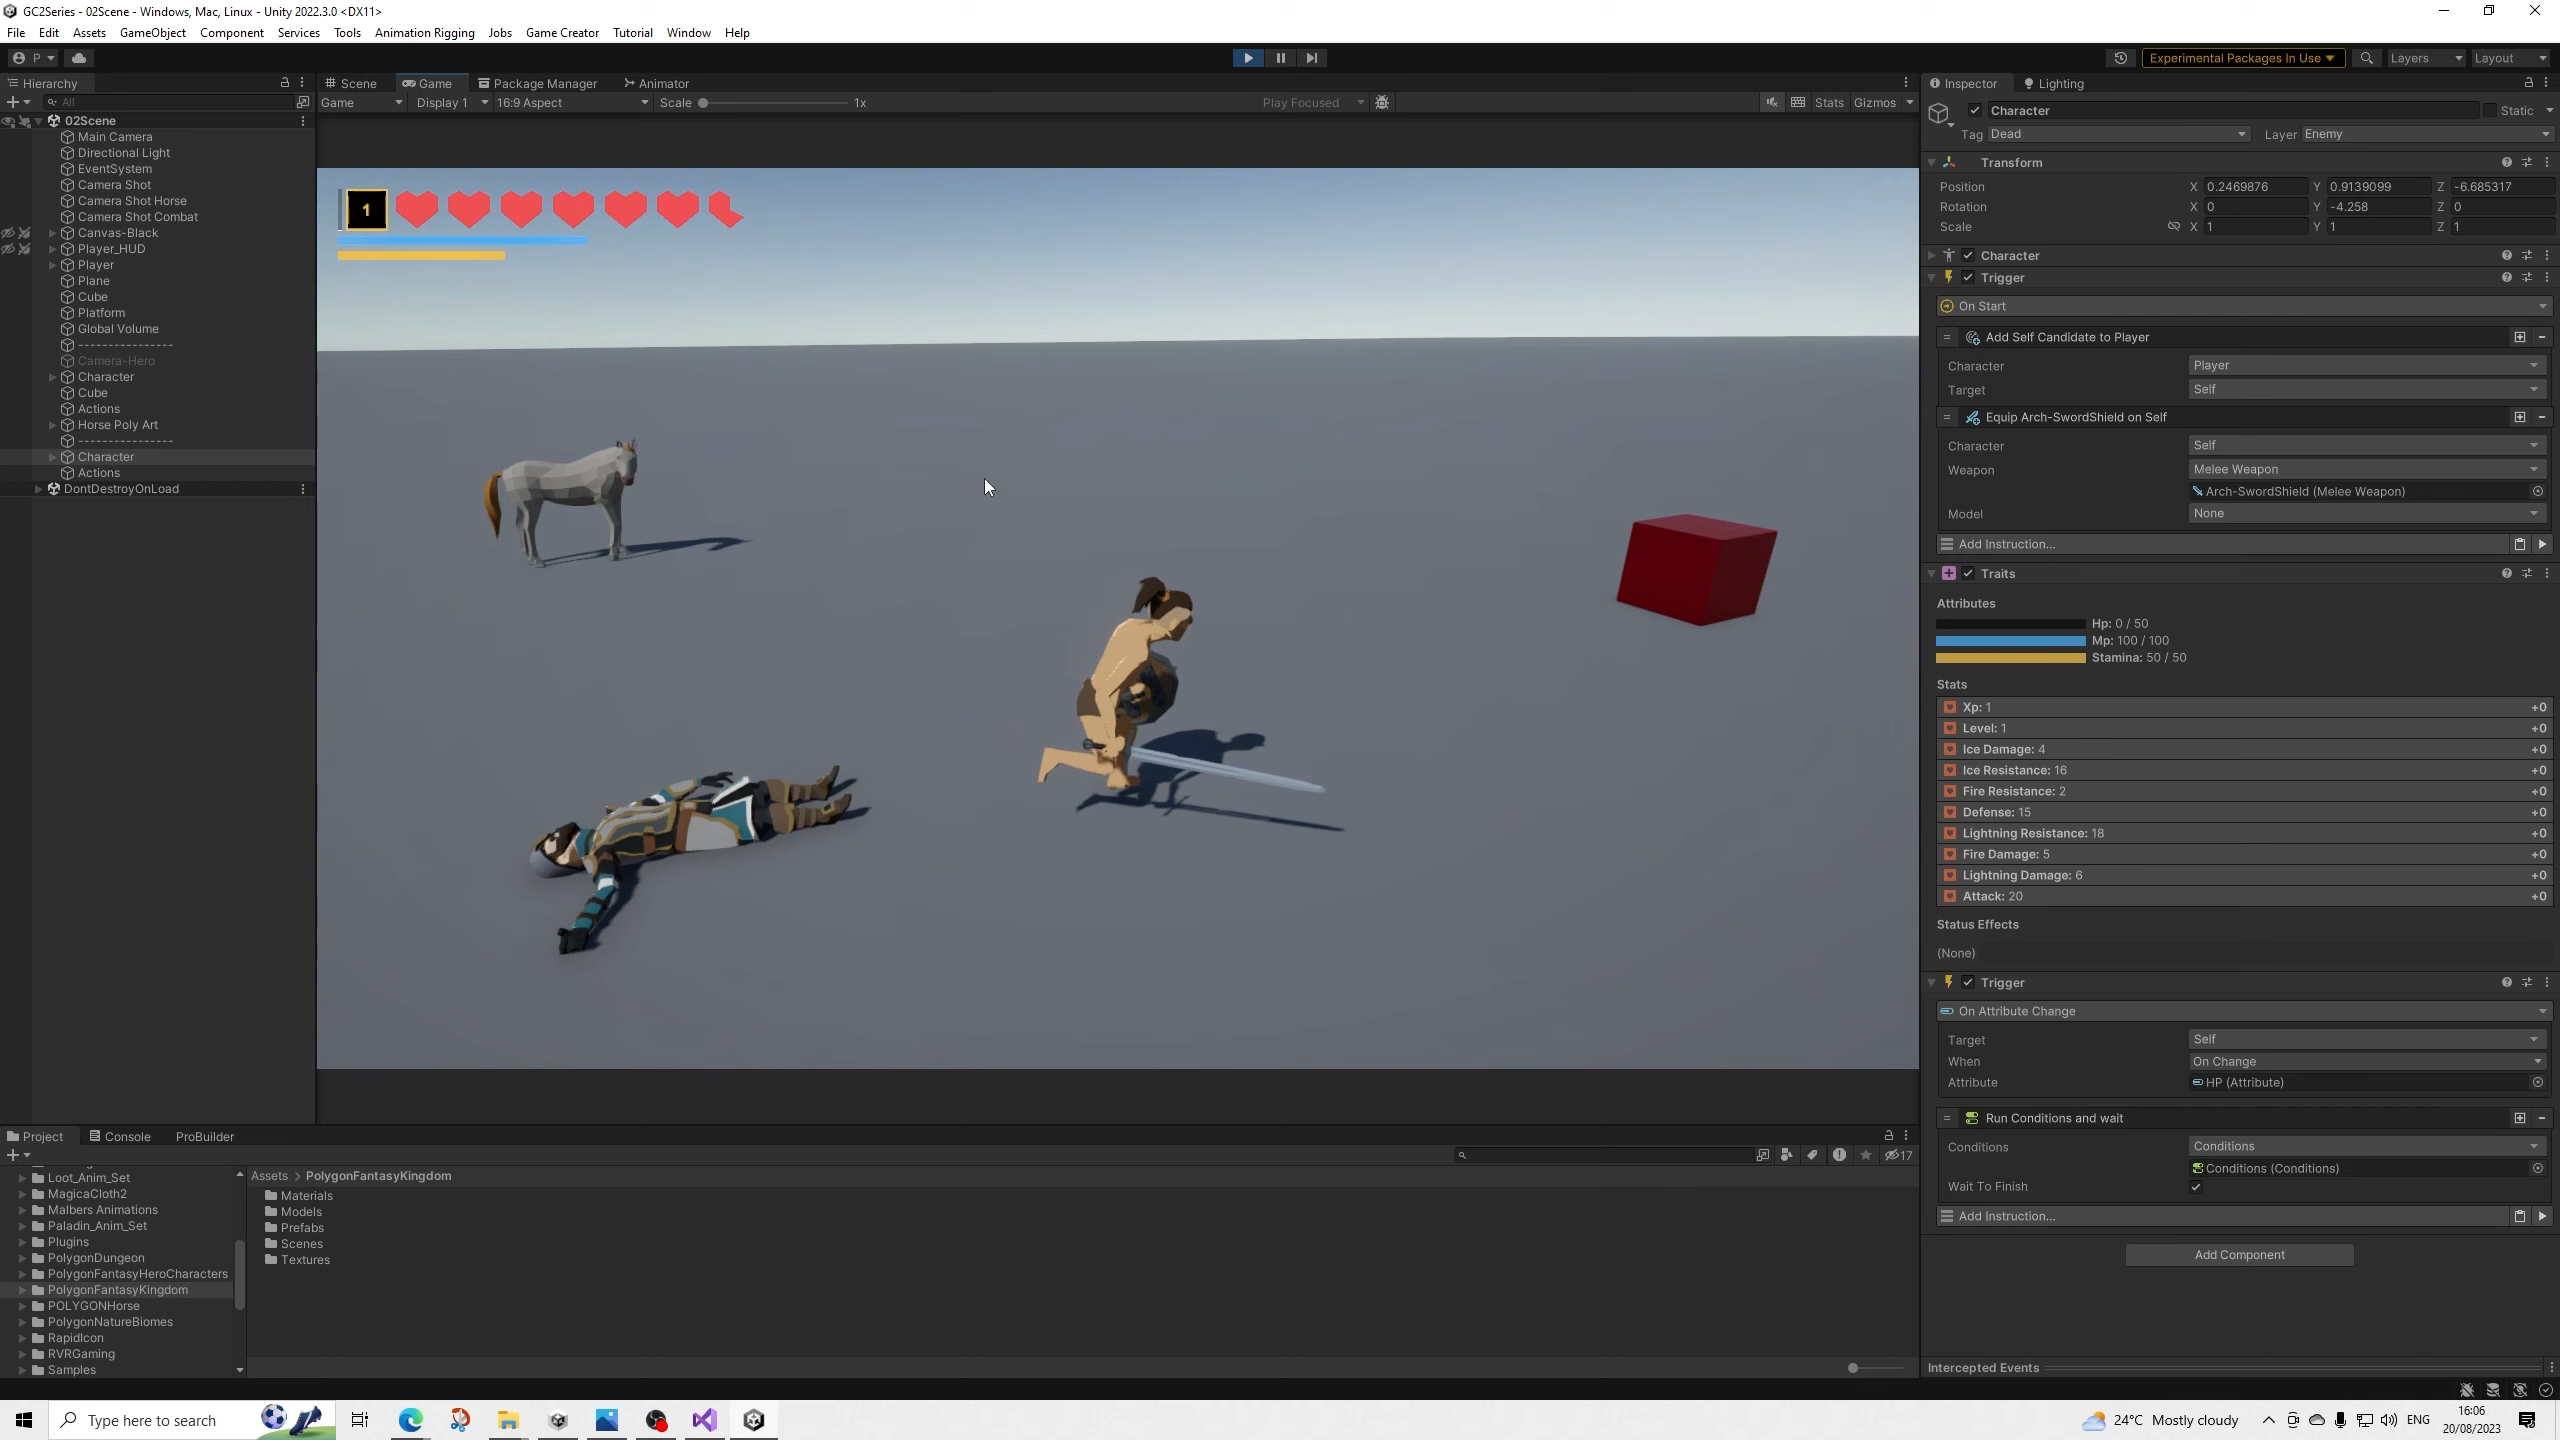 GC2Series - 02Scene - Windows, Mac, Linux - Unity 2022.3.0 <DX11>
File Edit Assets GameObject Component Services Tools Animation Rigging Jobs Game Creator Tutorial Window Help
P Experimental Packages In Use Layers Layout
Hierarchy
All
02Scene
Main Camera
Directional Light
EventSystem
Camera Shot
Camera Shot Horse
Camera Shot Combat
Canvas-Black
Player_HUD
Player
Plane
Cube
Platform
Global Volume
----------------
Camera-Hero
Character
Cube
Actions
Horse Poly Art
----------------
Character
Actions
DontDestroyOnLoad
Scene Game Package Manager Animator
Game Display 1 16:9 Aspect Scale 1x Play Focused Stats Gizmos
1
Inspector Lighting
Character Static
Tag Dead Layer Enemy
Transform
Position X 0.2469876 Y 0.9139099 Z -6.685317
Rotation X 0 Y -4.258 Z 0
Scale X 1 Y 1 Z 1
Character
Trigger
On Start
Add Self Candidate to Player
Character Player
Target Self
Equip Arch-SwordShield on Self
Character Self
Weapon Melee Weapon
Arch-SwordShield (Melee Weapon)
Model None
Add Instruction...
Traits
Attributes
Hp: 0 / 50
Mp: 100 / 100
Stamina: 50 / 50
Stats
Xp: 1 +0
Level: 1 +0
Ice Damage: 4 +0
Ice Resistance: 16 +0
Fire Resistance: 2 +0
Defense: 15 +0
Lightning Resistance: 18 +0
Fire Damage: 5 +0
Lightning Damage: 6 +0
Attack: 20 +0
Status Effects
(None)
Trigger
On Attribute Change
Target Self
When On Change
Attribute HP (Attribute)
Run Conditions and wait
Conditions Conditions
Conditions (Conditions)
Wait To Finish
Add Instruction...
Add Component
Intercepted Events
Project Console ProBuilder
17
Loot_Anim_Set
MagicaCloth2
Malbers Animations
Paladin_Anim_Set
Plugins
PolygonDungeon
PolygonFantasyHeroCharacters
PolygonFantasyKingdom
POLYGONHorse
PolygonNatureBiomes
RapidIcon
RVRGaming
Samples
Assets > PolygonFantasyKingdom
Materials
Models
Prefabs
Scenes
Textures
Type here to search
24°C Mostly cloudy ENG
16:06
20/08/2023